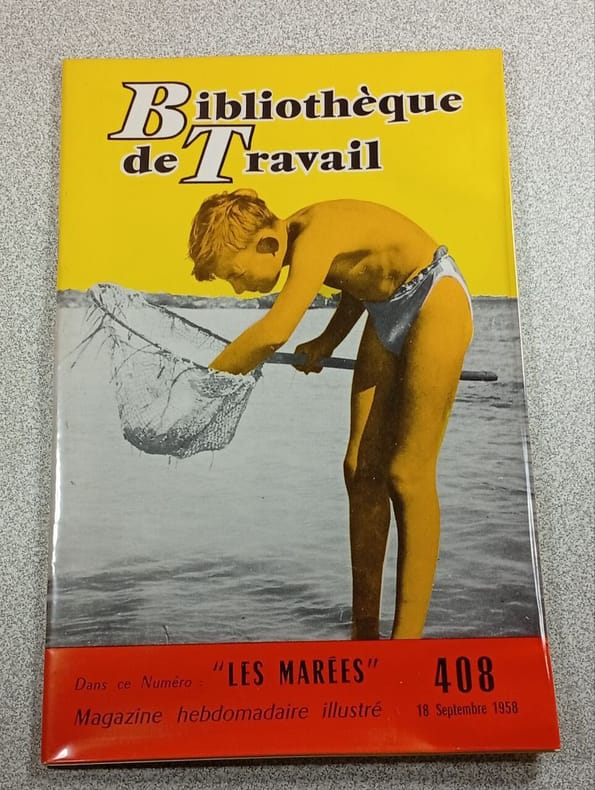 Bibliothèque
de Travail
Dans ce Numéro : "LES MARÉES"
408
Magazine hebdomadaire illustré
18 Septembre 1958